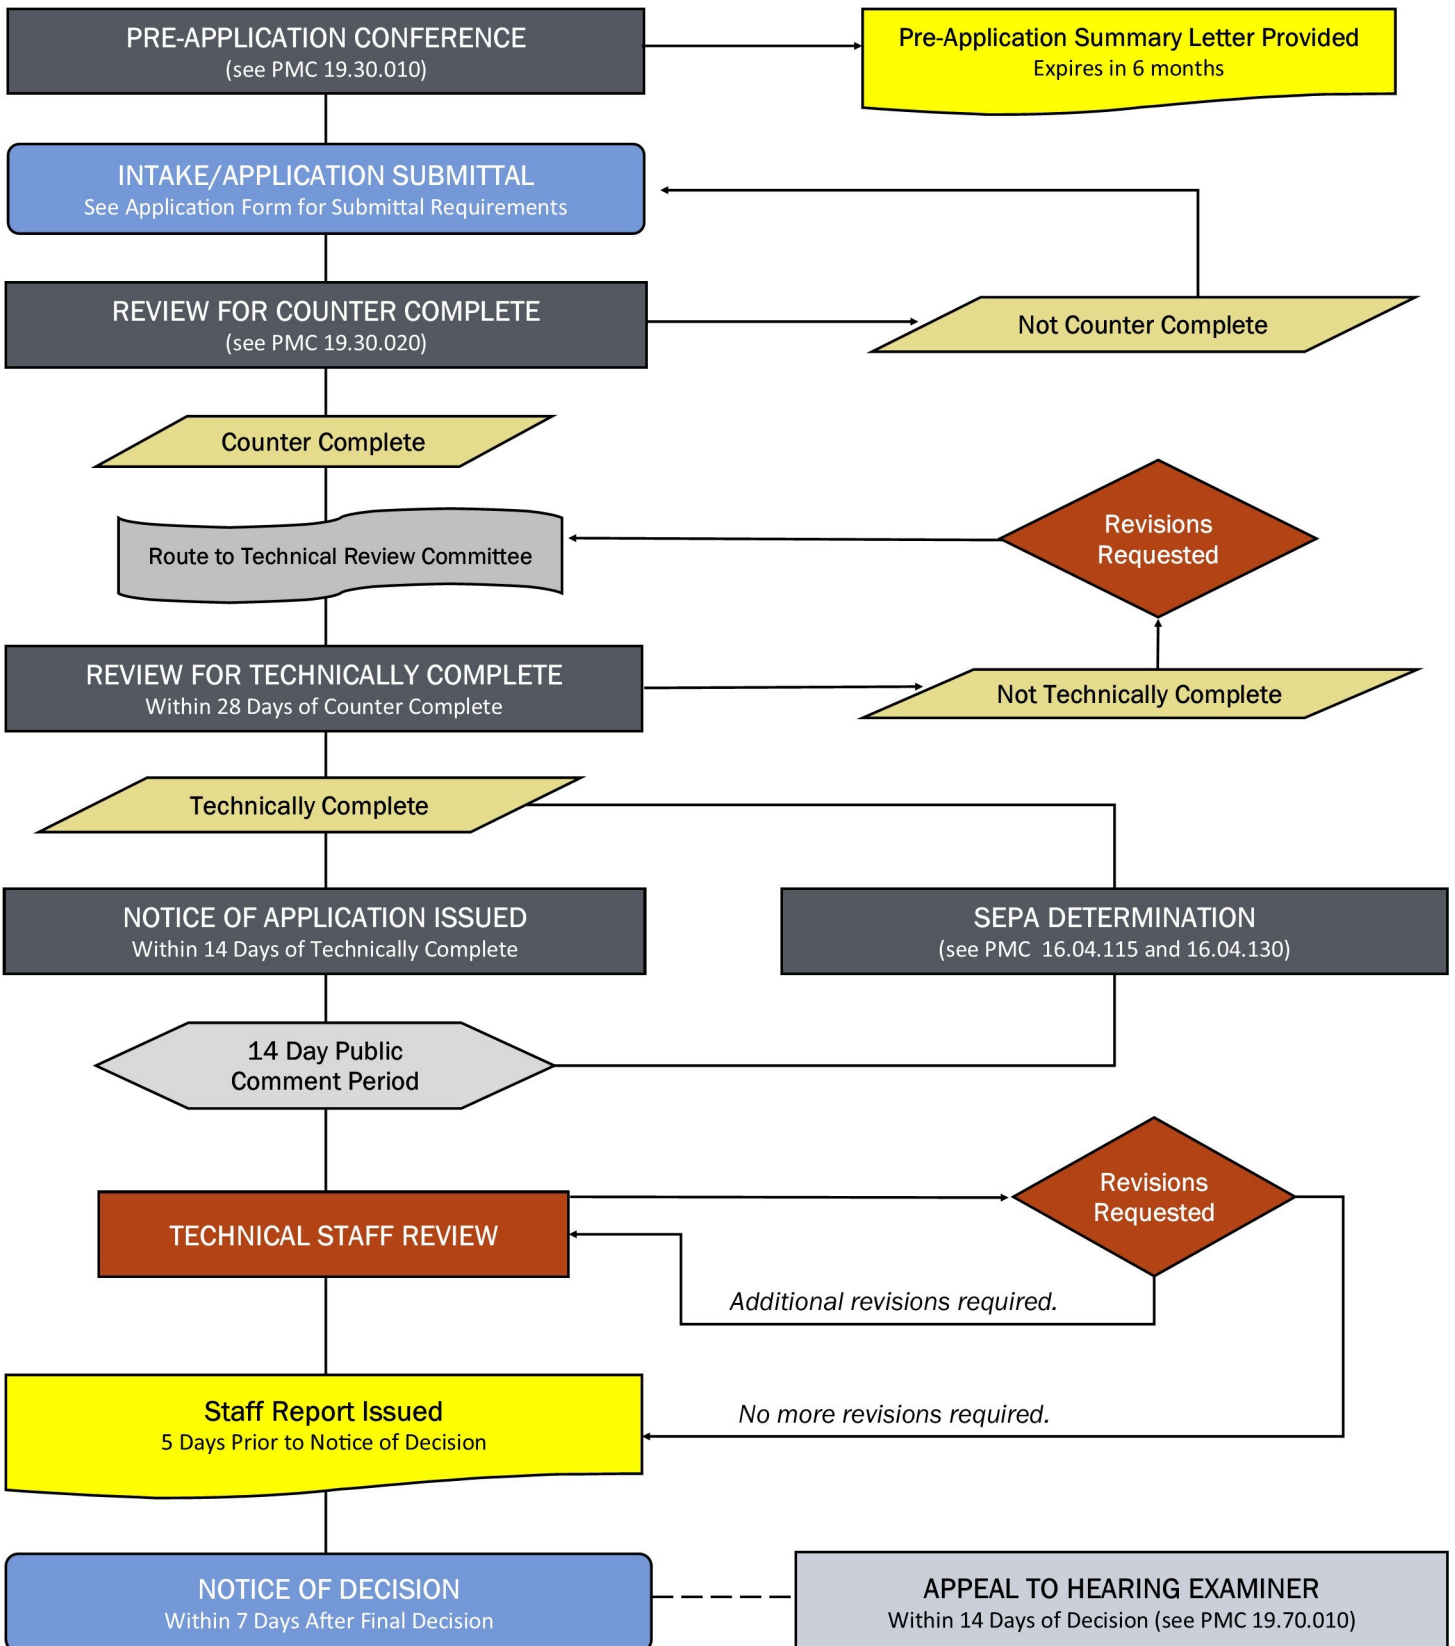 PRE-APPLICATION CONFERENCE
(see PMC 19.30.010)
Pre-Application Summary Letter Provided
Expires in 6 months
INTAKE/APPLICATION SUBMITTAL
See Application Form for Submittal Requirements
REVIEW FOR COUNTER COMPLETE
(see PMC 19.30.020)
Not Counter Complete
Counter Complete
Revisions
Requested
Route to Technical Review Committee
REVIEW FOR TECHNICALLY COMPLETE
Within 28 Days of Counter Complete
Not Technically Complete
Technically Complete
NOTICE OF APPLICATION ISSUED
Within 14 Days of Technically Complete
SEPA DETERMINATION
(see PMC  16.04.115 and 16.04.130)
14 Day Public
Comment Period
Revisions
Requested
TECHNICAL STAFF REVIEW
Additional revisions required.
Staff Report Issued
5 Days Prior to Notice of Decision
No more revisions required.
NOTICE OF DECISION
Within 7 Days After Final Decision
APPEAL TO HEARING EXAMINER
Within 14 Days of Decision (see PMC 19.70.010)